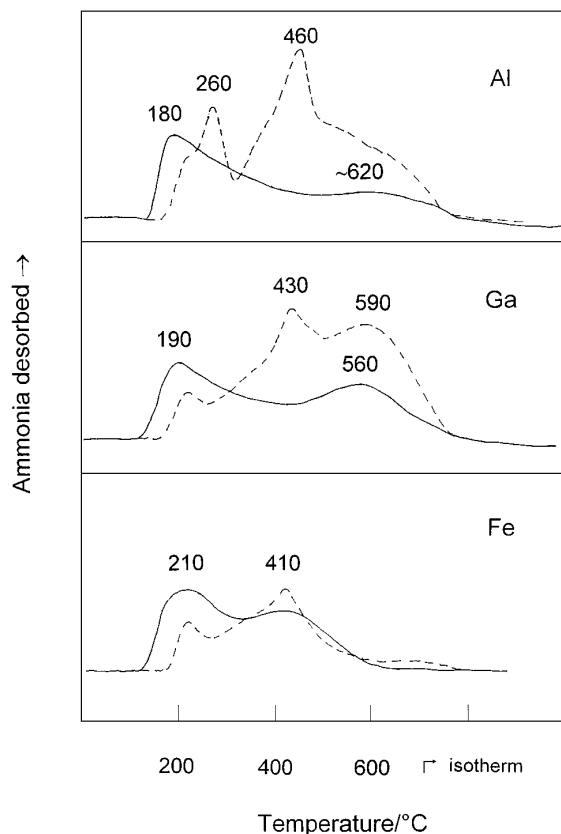 460
260
Al
180
~620
430
Ga
590
190
560
Fe
210
410
Ammonia desorbed →
200 400 600 isotherm
Temperature/°C